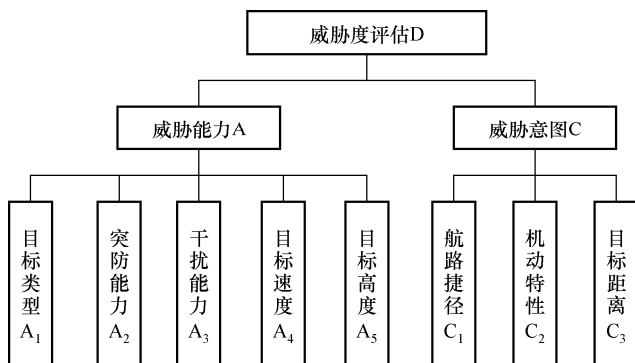 威胁度评估D
威胁能力A
威胁意图C
目标类型A₁
突防能力A₂
干扰能力A₃
目标速度A₄
目标高度A₅
航路捷径C₁
机动特性C₂
目标距离C₃